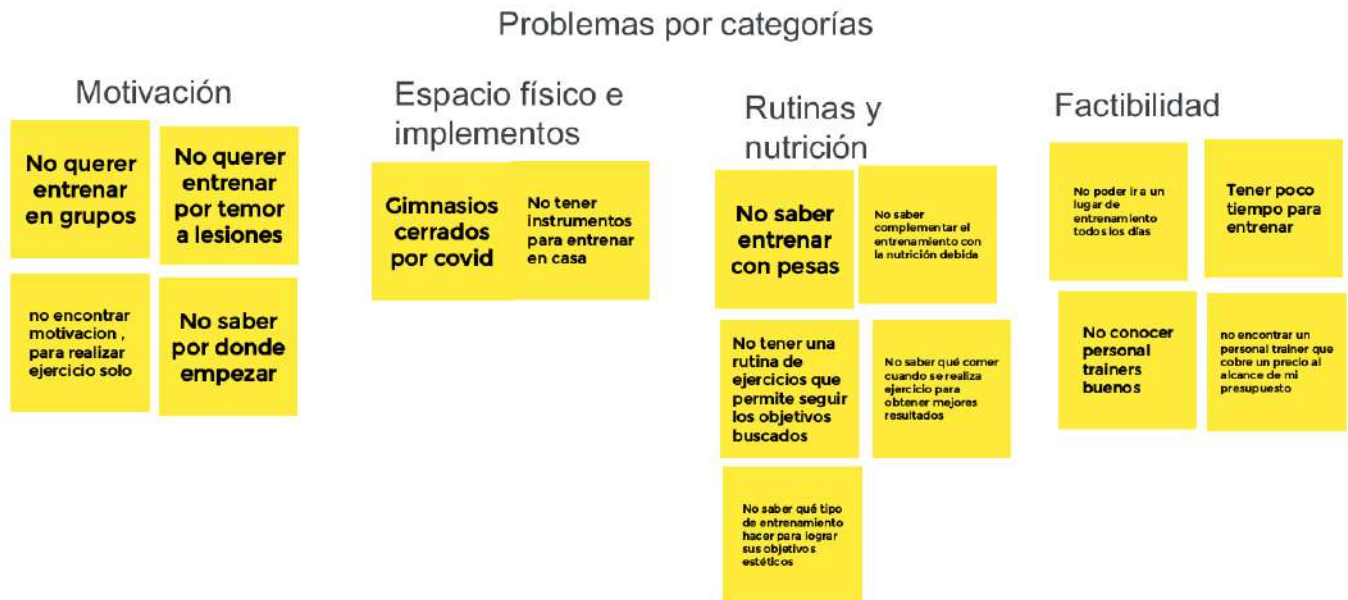 Problemas por categorías
Motivación
No querer
entrenar
en grupos
No querer
entrenar
por temor
a lesiones
no encontrar
motivacion ,
para realizar
ejercicio solo
No saber
por donde
empezar
Espacio físico e
implementos
Gimnasios
cerrados
por covid
No tener
instrumentos
para entrenar
en casa
Rutinas y
nutrición
No saber
entrenar
con pesas
No saber
complementar el
entrenamiento con
la nutrición debida
No tener una
rutina de
ejercicios que
permite seguir
los objetivos
buscados
No saber qué comer
cuando se realiza
ejercicio para
obtener mejores
resultados
No saber qué tipo
de entrenamiento
hacer para lograr
sus objetivos
estéticos
Factibilidad
No poder ir a un
lugar de
entrenamiento
todos los días
Tener poco
tiempo para
entrenar
No conocer
personal
trainers
buenos
no encontrar un
personal trainer que
cobre un precio al
alcance de mi
presupuesto